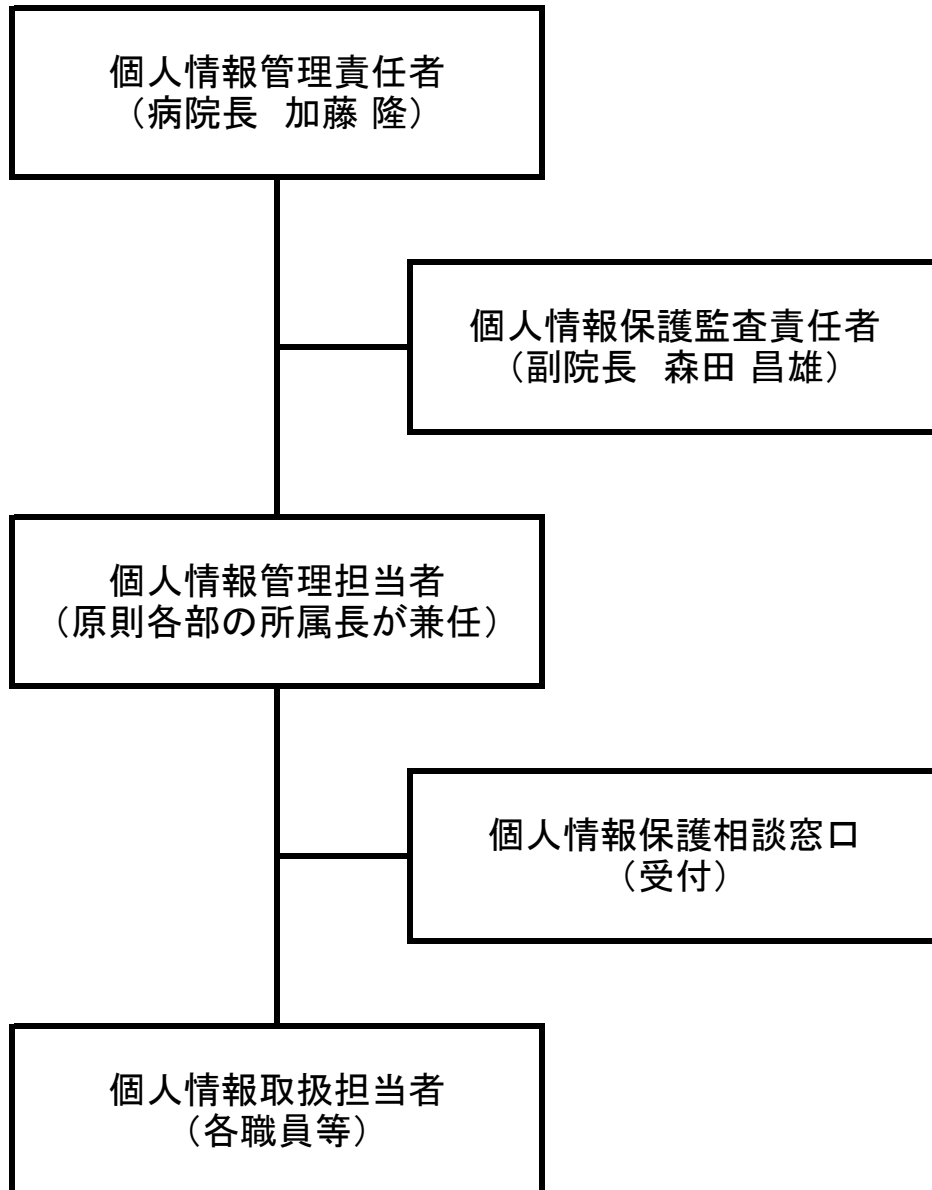 個人情報管理責任者
（病院長　加藤 隆）
個人情報保護監査責任者
（副院長　森田 昌雄）
個人情報管理担当者
（原則各部の所属長が兼任）
個人情報保護相談窓口
（受付）
個人情報取扱担当者
（各職員等）